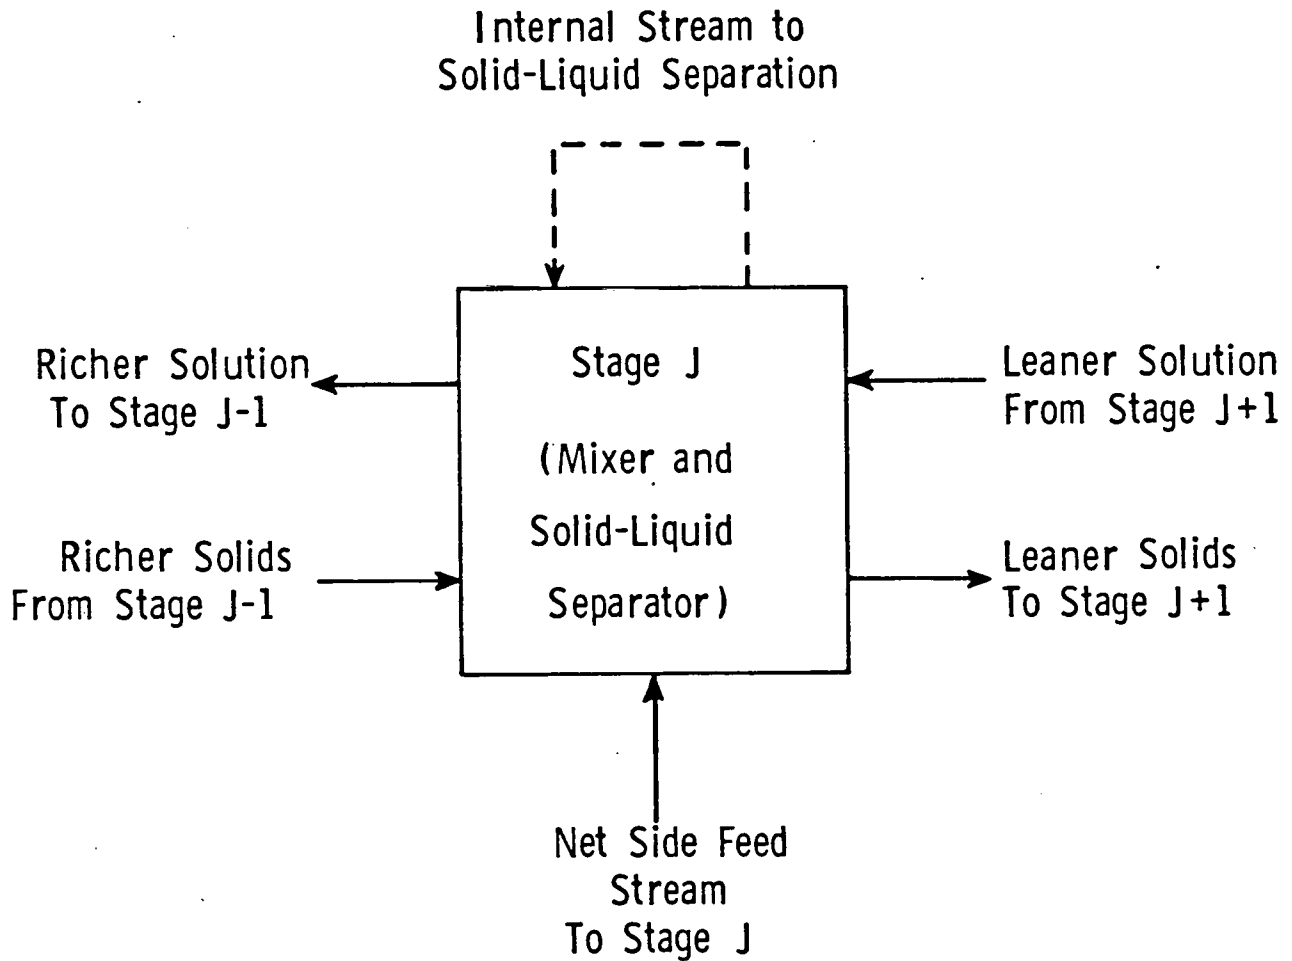 Internal Stream to
Solid-Liquid Separation
Richer Solution
To Stage J-1
Stage J
(Mixer and
Solid-Liquid
Separator)
Leaner Solution
From Stage J+1
Richer Solids
From Stage J-1
Leaner Solids
To Stage J+1
Net Side Feed
Stream
To Stage J